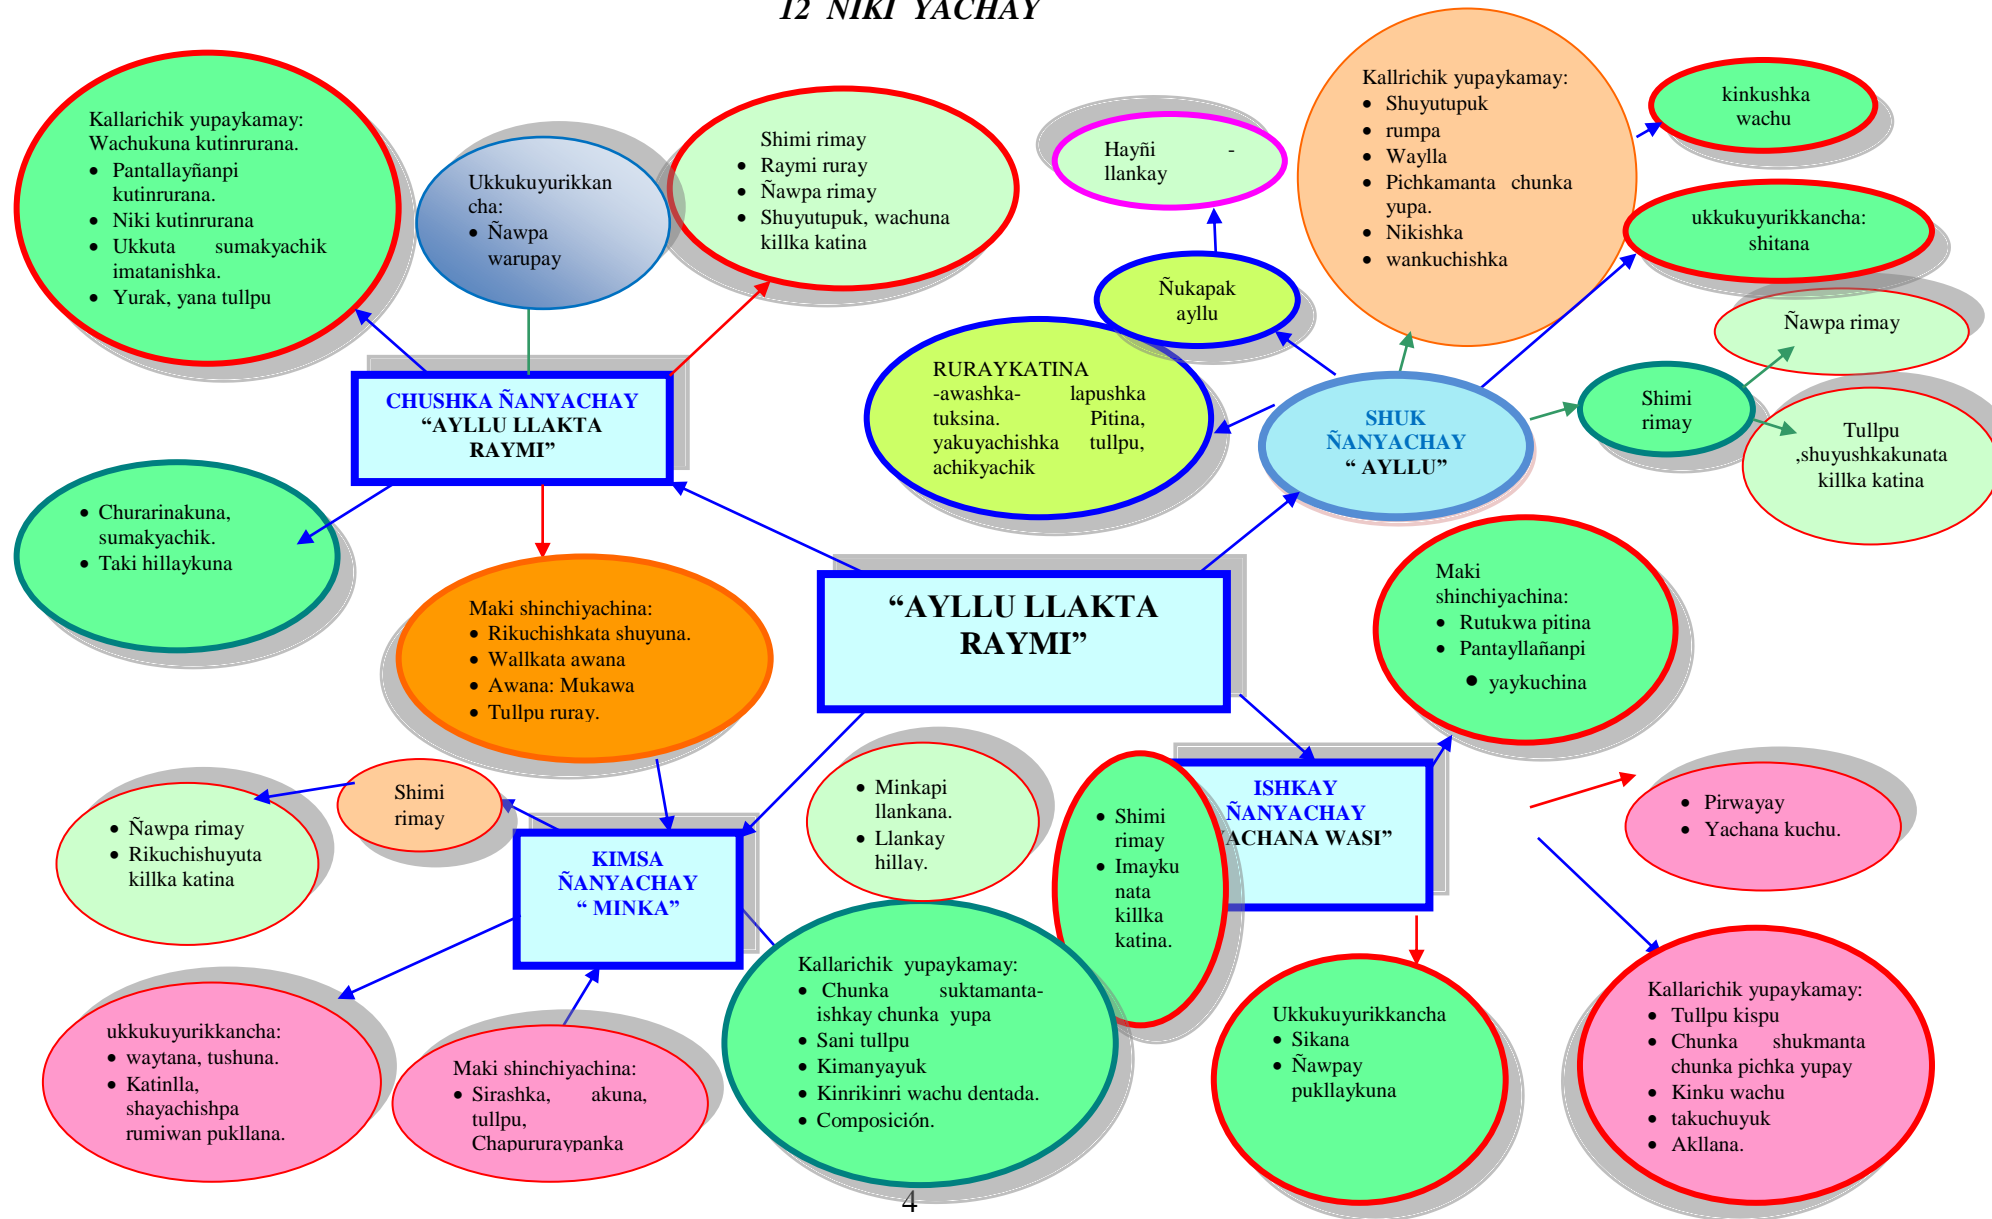 12 NIKI YACHAY
Kallarichik yupaykamay:
Wachukuna kutinrurana.
• Pantallayñanpi
kutinrurana.
• Niki kutinrurana
• Ukkuta sumakyachik
imatanishka.
• Yurak, yana tullpu
Ukkukuyurikkan
cha:
• Ñawpa
warupay
Shimi rimay
• Raymi ruray
• Ñawpa rimay
• Shuyutupuk, wachuna
killka katina
Hayñi -
llankay
Kallrichik yupaykamay:
• Shuyutupuk
• rumpa
• Waylla
• Pichkamanta chunka
yupa.
• Nikishka
• wankuchishka
kinkushka
wachu
ukkukuyurikkancha:
shitana
Ñukapak
ayllu
Ñawpa rimay
RURAYKATINA
-awashka- lapushka
tuksina. Pitina,
yakuyachishka tullpu,
achikyachik
CHUSHKA ÑANYACHAY
“AYLLU LLAKTA
RAYMI”
SHUK
ÑANYACHAY
“ AYLLU”
Shimi
rimay
Tullpu
,shuyushkakunata
killka katina
• Churarinakuna,
sumakyachik.
• Taki hillaykuna
Maki shinchiyachina:
• Rikuchishkata shuyuna.
• Wallkata awana
• Awana: Mukawa
• Tullpu ruray.
“AYLLU LLAKTA
RAYMI”
Maki
shinchiyachina:
• Rutukwa pitina
• Pantayllañanpi
• yaykuchina
Shimi
rimay
• Ñawpa rimay
• Rikuchishuyuta
killka katina
KIMSA
ÑANYACHAY
“ MINKA”
• Minkapi
llankana.
• Llankay
hillay.
• Shimi
rimay
• Imayku
nata
killka
katina.
ISHKAY
ÑANYACHAY
ACHANA WASI”
• Pirwayay
• Yachana kuchu.
ukkukuyurikkancha:
• waytana, tushuna.
• Katinlla,
shayachishpa
rumiwan pukllana.
Maki shinchiyachina:
• Sirashka, akuna,
tullpu,
Chapururaypanka
Kallarichik yupaykamay:
• Chunka suktamanta-
ishkay chunka yupa
• Sani tullpu
• Kimanyayuk
• Kinrikinri wachu dentada.
• Composición.
Ukkukuyurikkancha
• Sikana
• Ñawpay
pukllaykuna
Kallarichik yupaykamay:
• Tullpu kispu
• Chunka shukmanta
chunka pichka yupay
• Kinku wachu
• takuchuyuk
• Akllana.
4